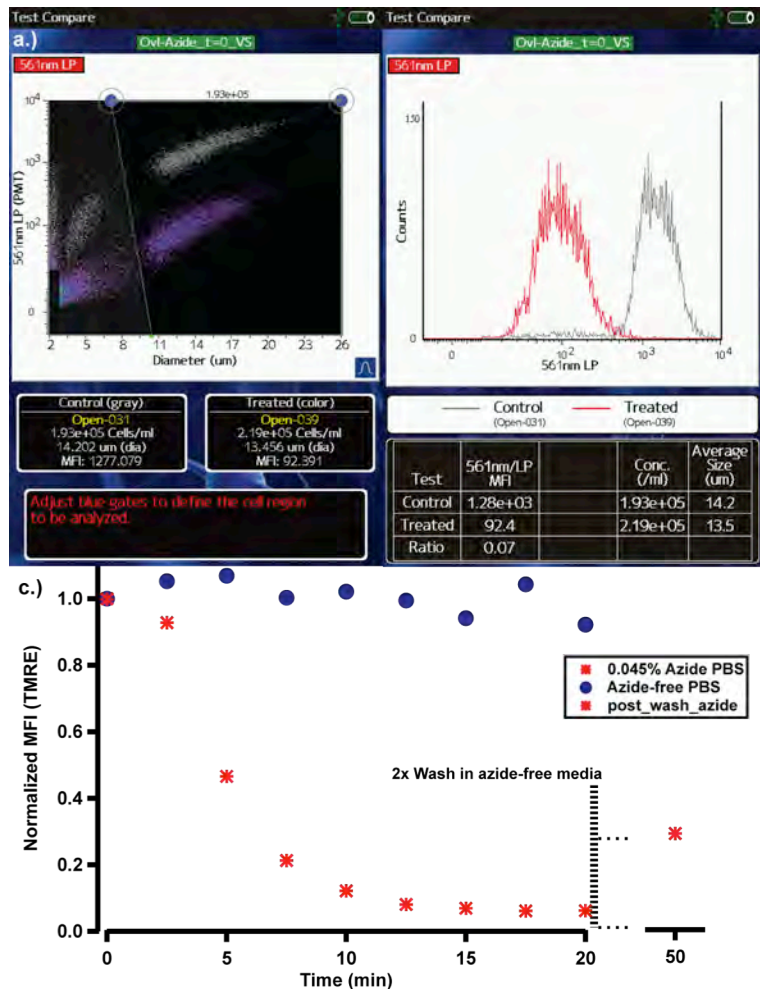 Test Compare
a.)
Ovl-Azide_t=0_VS
561nm LP
1.93e+05
10^4
10^3
10^2
0
561nm LP (PMT)
2 5 8 11 14 17 20 23 26
Diameter (um)
Control (gray)
Open-031
1.93e+05 Cells/ml
14.202 um (dia)
MFI: 1277.079
Treated (color)
Open-039
2.19e+05 Cells/ml
13.456 um (dia)
MFI: 92.391
Adjust blue gates to define the cell region
to be analyzed.
Test Compare
Ovl-Azide_t=0_VS
561nm LP
130
Counts
0
0 10^2 10^3 10^4
561nm LP
Control
(Open-031)
Treated
(Open-039)
Test 561nm/LP MFI Conc. (/ml) Average Size (um)
Control 1.28e+03 1.93e+05 14.2
Treated 92.4 2.19e+05 13.5
Ratio 0.07
c.)
1.0
0.8
0.6
0.4
0.2
0.0
Normalized MFI (TMRE)
0.045% Azide PBS
Azide-free PBS
post_wash_azide
2x Wash in azide-free media
0 5 10 15 20 50
Time (min)